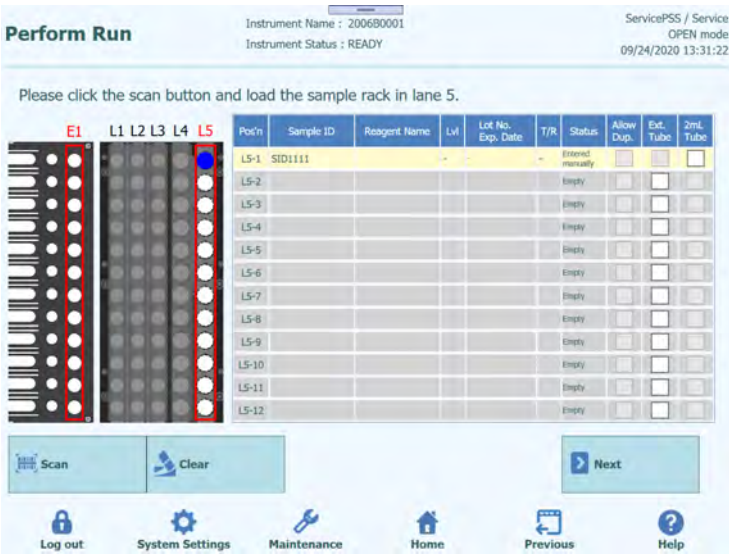 Perform Run
Instrument Name : 200680001
Instrument Status : READY
ServicePSS / Service
OPEN mode
09/24/2020 13:31:22
Please click the scan button and load the sample rack in lane 5.
E1 L1 L2 L3 L4 L5
Pos'n Sample ID Reagent Name Lvl Lot No. Exp. Date T/R Status Allow Dup. Ext. Tube 2mL Tube
L5-1 SID1111 - - - Entered manually
L5-2 Empty
L5-3 Empty
L5-4 Empty
L5-5 Empty
L5-6 Empty
L5-7 Empty
L5-8 Empty
L5-9 Empty
L5-10 Empty
L5-11 Empty
L5-12 Empty
Scan Clear Next
Log out System Settings Maintenance Home Previous Help